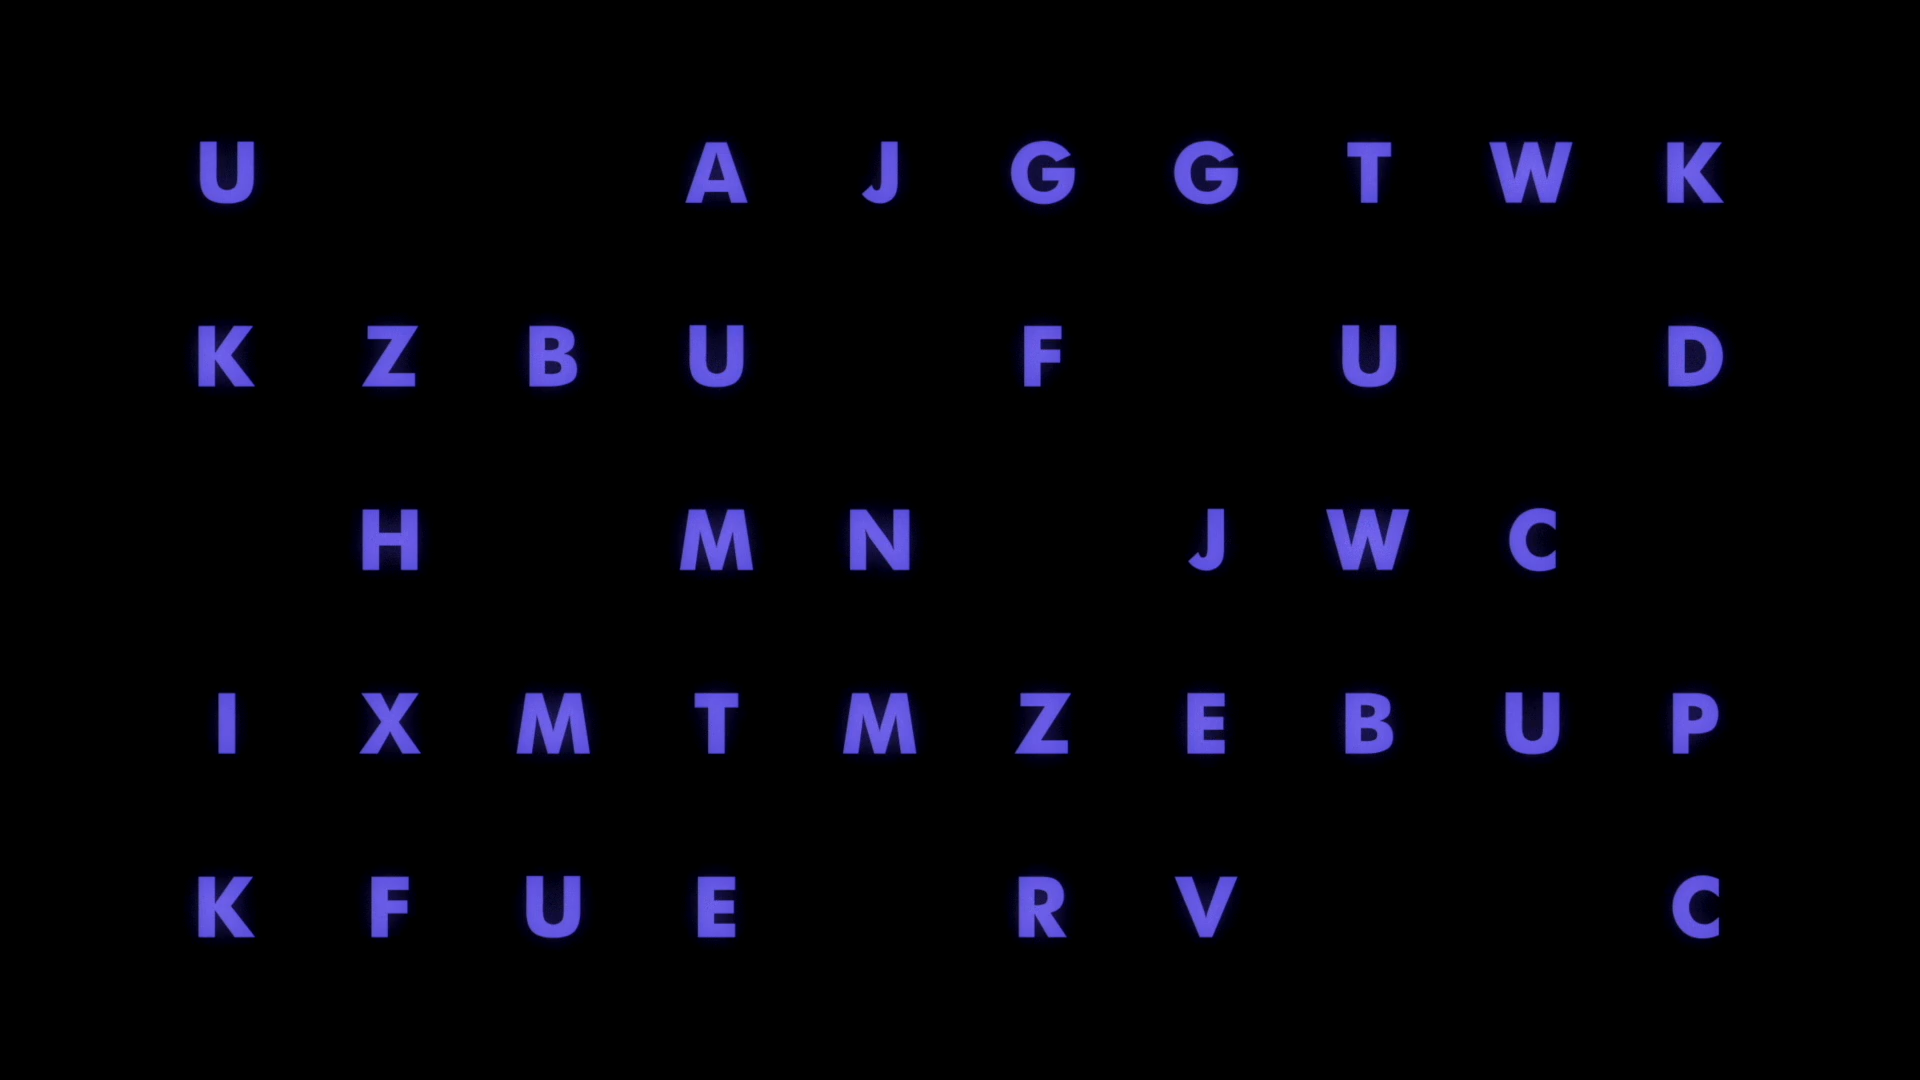 U A J G G T W K
K Z B U F U D
H M N J W C
I X M T M Z E B U P
K F U E R V C